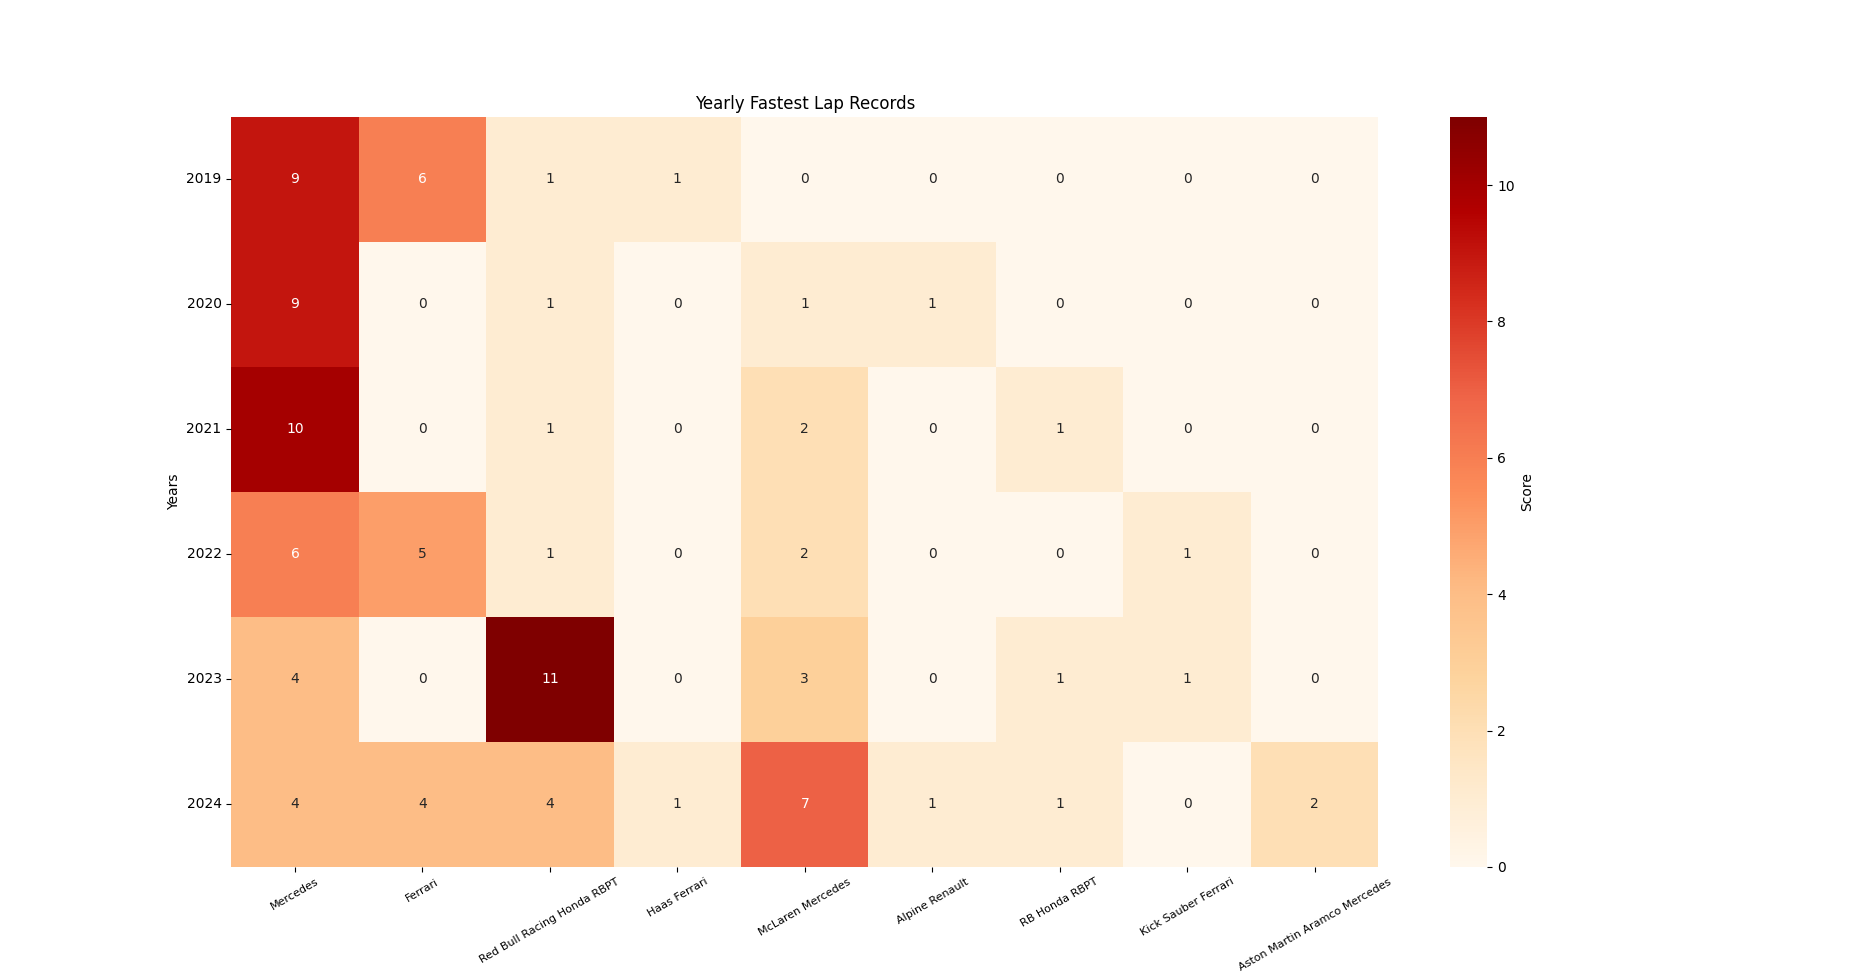 Yearly Fastest Lap Records
2019 9 6 1 1 0 0 0 0 0
2020 9 0 1 0 1 1 0 0 0
2021 10 0 1 0 2 0 1 0 0
2022 6 5 1 0 2 0 0 1 0
2023 4 0 11 0 3 0 1 1 0
2024 4 4 4 1 7 1 1 0 2
Years
Mercedes
Ferrari
Red Bull Racing Honda RBPT
Haas Ferrari
McLaren Mercedes
Alpine Renault
RB Honda RBPT
Kick Sauber Ferrari
Aston Martin Aramco Mercedes
10
8
6
4
2
0
Score